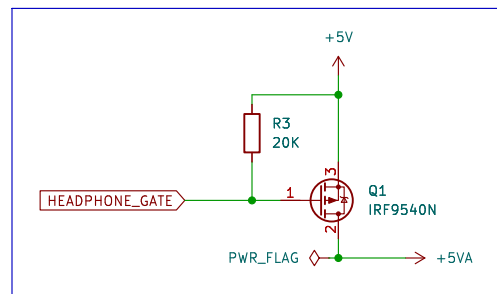 +5V
R3
20K
3
HEADPHONE_GATE
1
Q1
IRF9540N
2
PWR_FLAG
+5VA